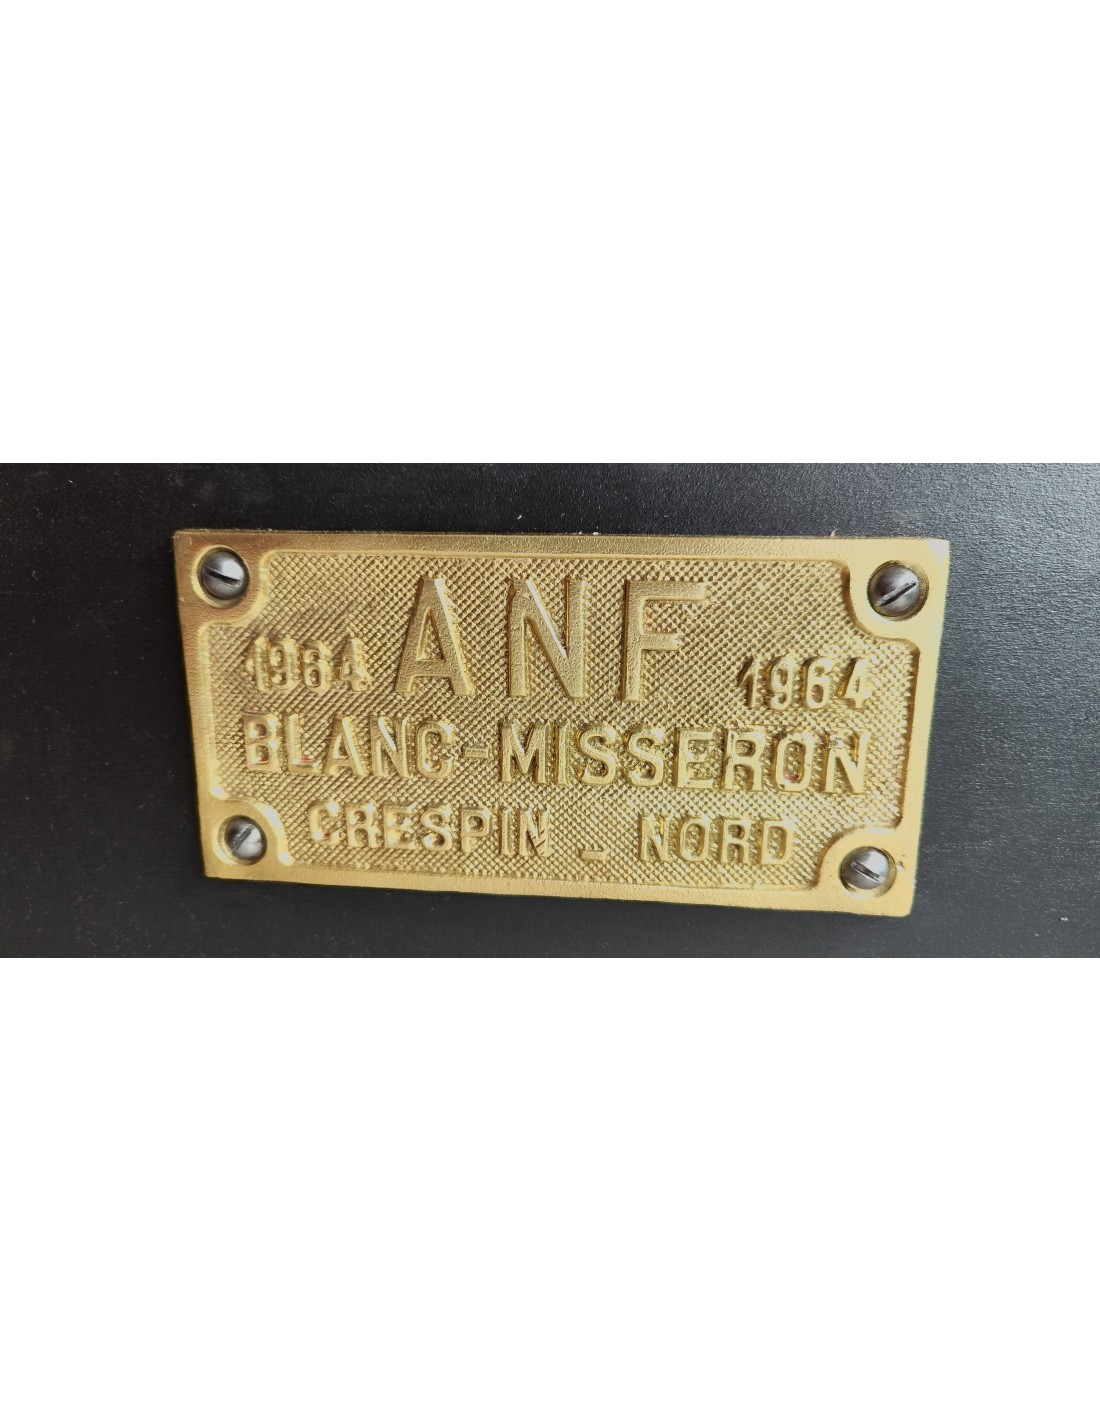 1964 ANF 1964
BLANC-MISSERON
CRESPIN _ NORD